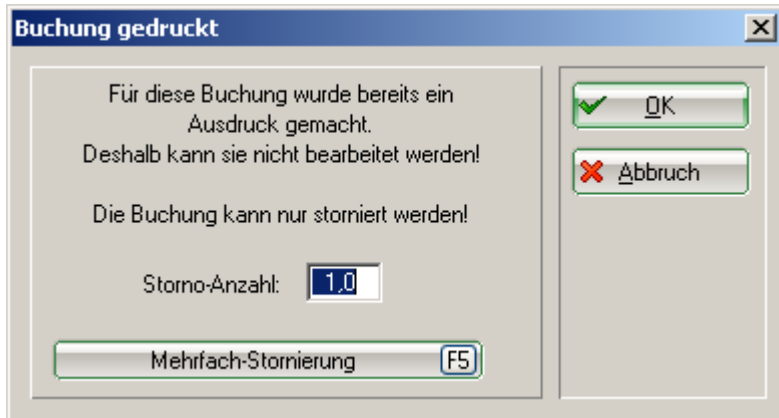 Buchung gedruckt
Für diese Buchung wurde bereits ein
Ausdruck gemacht.
Deshalb kann sie nicht bearbeitet werden!
Die Buchung kann nur storniert werden!
Storno-Anzahl: 1,0
Mehrfach-Stornierung F5
OK
Abbruch